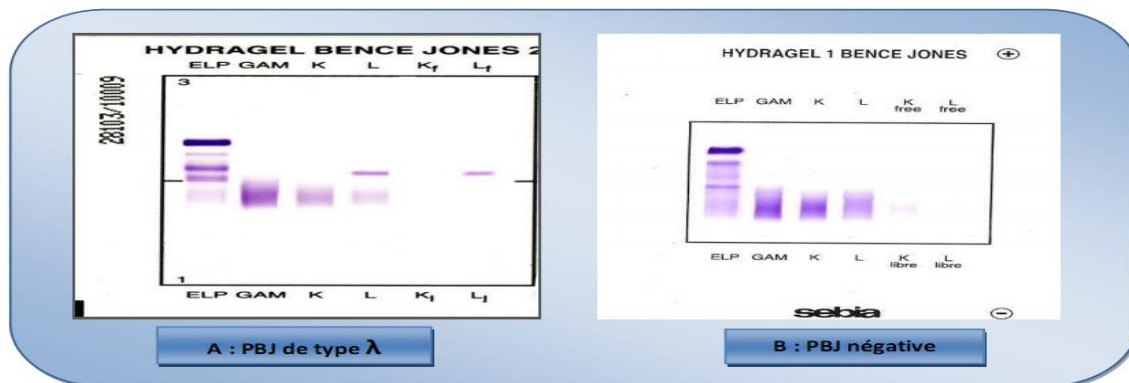 HYDRAGEL BENCE JONES 2
ELP GAM K L Kf Lf
3
28103/10009
1
ELP GAM K L Kl Ll
A : PBJ de type λ
HYDRAGEL 1 BENCE JONES +
ELP GAM K L K free L free
ELP GAM K L K libre L libre
sebia −
B : PBJ négative